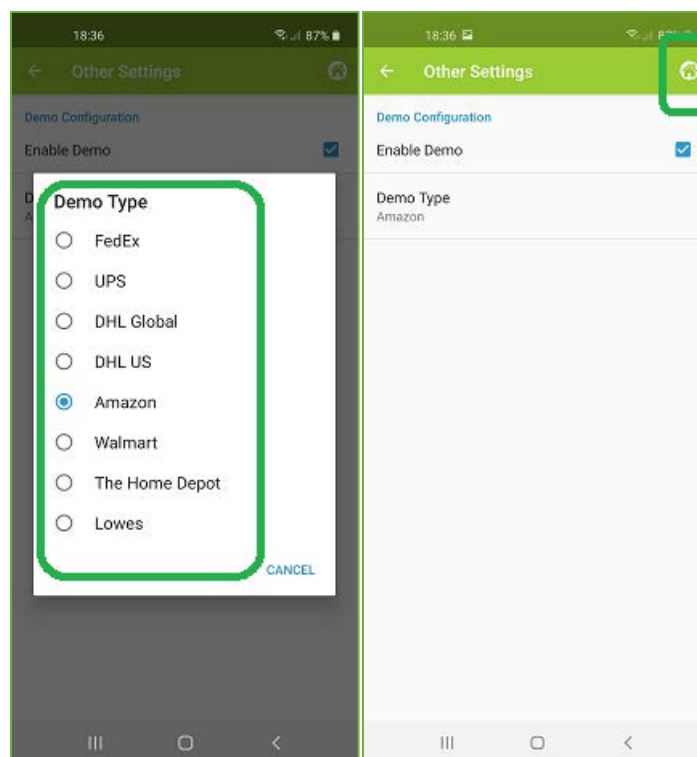 18:36
87%
Other Settings
Demo Configuration
Enable Demo
Demo Type
FedEx
UPS
DHL Global
DHL US
Amazon
Walmart
The Home Depot
Lowes
CANCEL
18:36
87%
Other Settings
Demo Configuration
Enable Demo
Demo Type
Amazon